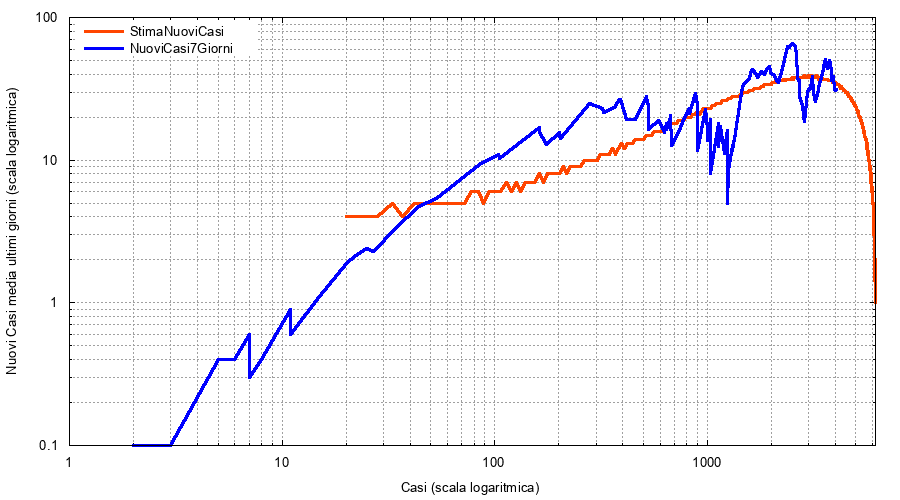 100
10
1
0.1
Nuovi Casi media ultimi giorni (scala logaritmica)
StimaNuoviCasi
NuoviCasi7Giorni
1
10
100
1000
Casi (scala logaritmica)